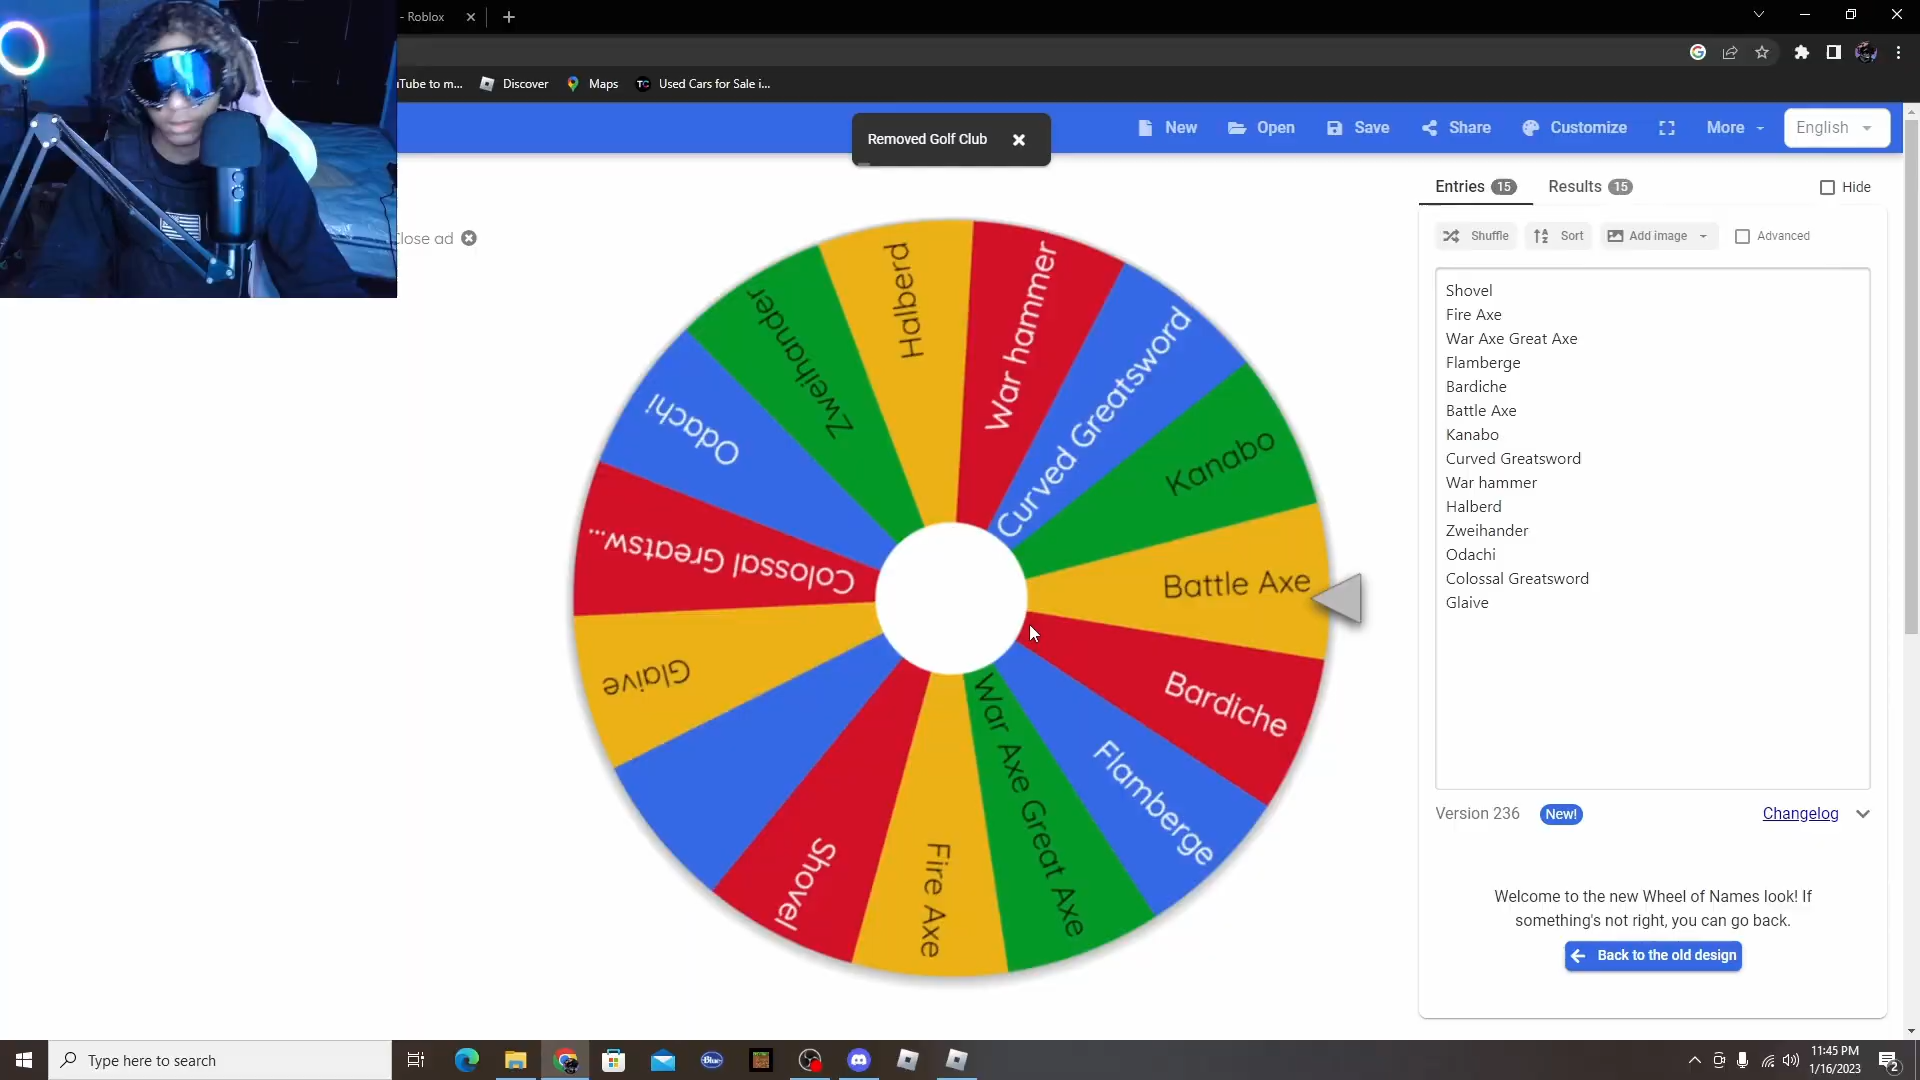 - Roblox
uTube to m...
Discover
Maps
TC
Used Cars for Sale i...
Removed Golf Club
New
Open
Save
Share
Customize
More
English
Close ad
Entries 15
Results 15
Hide
Shuffle
Sort
Add image
Advanced
Shovel
Fire Axe
War Axe Great Axe
Flamberge
Bardiche
Battle Axe
Kanabo
Curved Greatsword
War hammer
Halberd
Zweihander
Odachi
Colossal Greatsword
Glaive
Halberd
War hammer
Curved Greatsword
Kanabo
Battle Axe
Bardiche
Flamberge
War Axe Great Axe
Fire Axe
Shovel
Glaive
Colossal Greatsw...
Odachi
Zweihander
Version 236
New!
Changelog
Welcome to the new Wheel of Names look! If
something's not right, you can go back.
Back to the old design
Type here to search
Blue
11:45 PM
1/16/2023
2